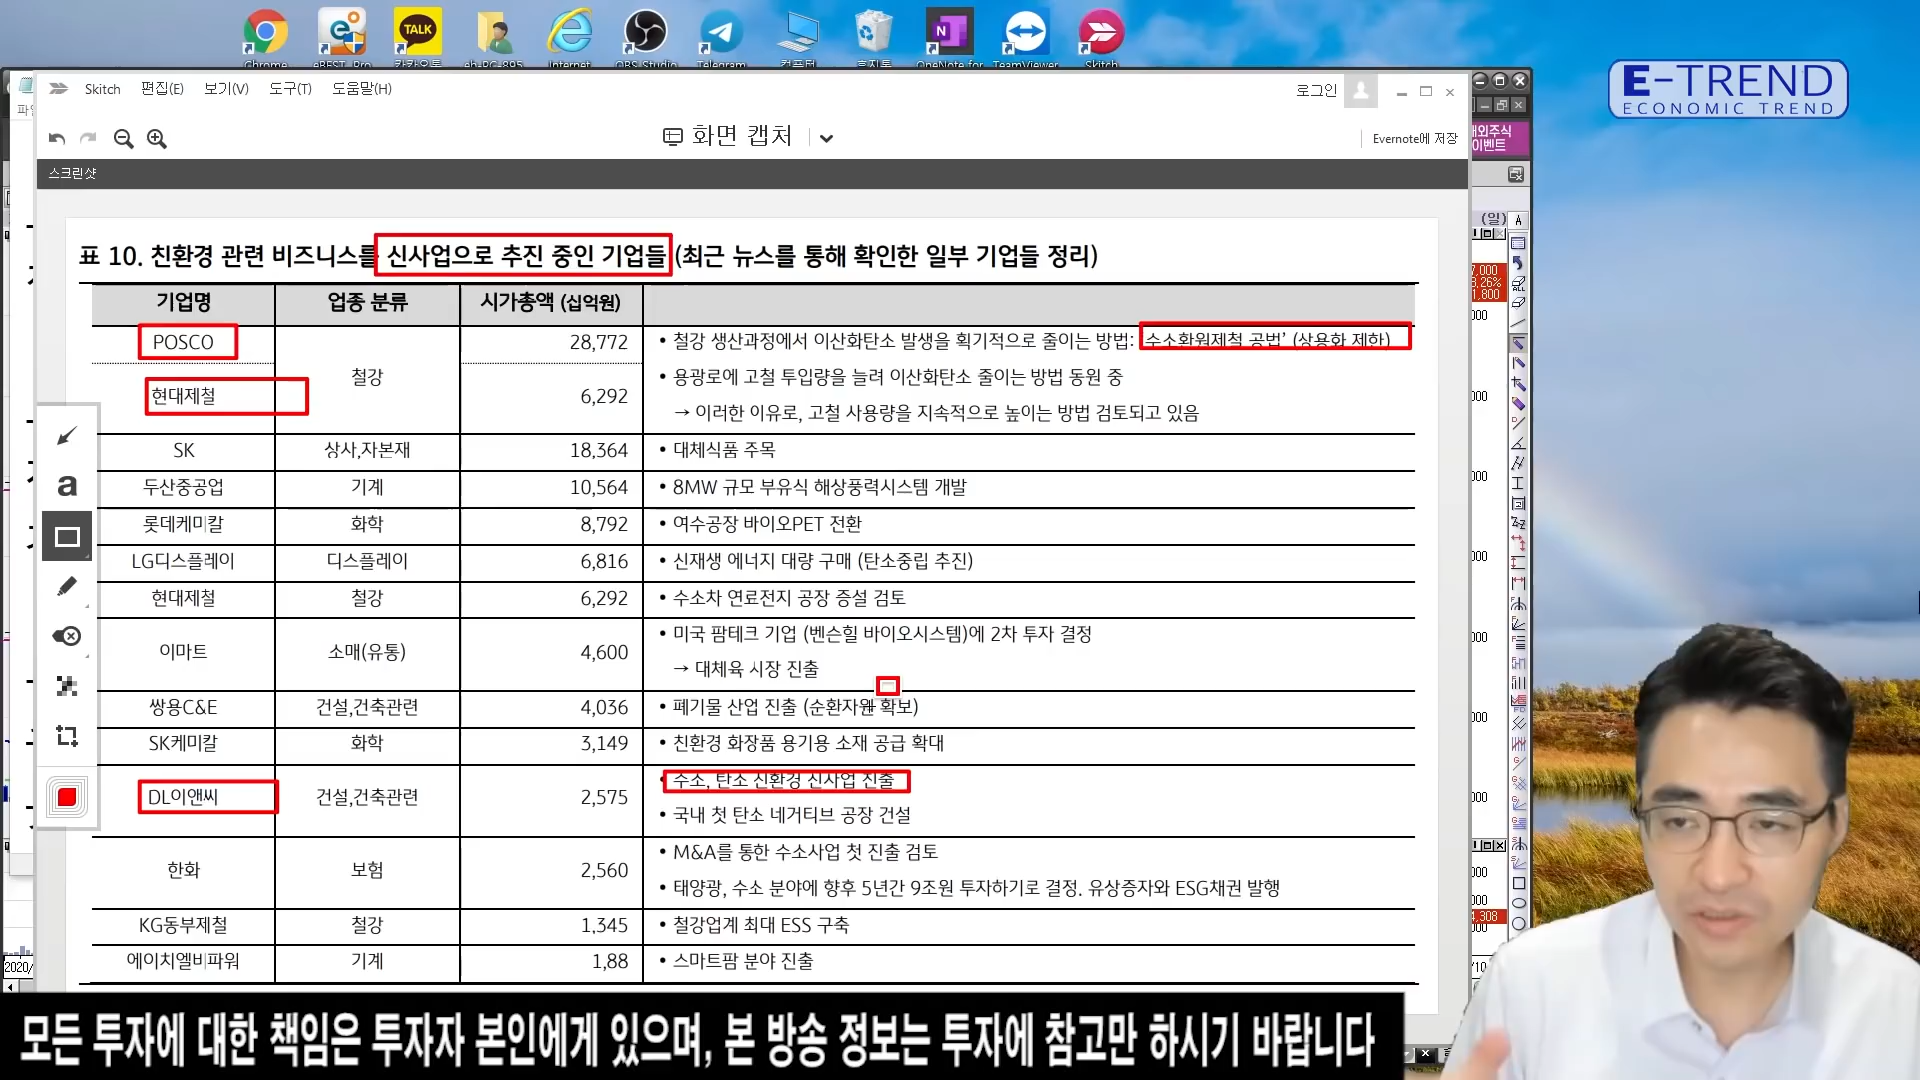 Chrome
eBEST_Pro
카카오톡
Internet
OBS Studio
Telegram
컴퓨터
휴지통
OneNote for
TeamViewer
Skitch
E-TREND
ECONOMIC TREND
Skitch 편집(E) 보기(V) 도구(T) 도움말(H)
로그인
화면 캡처
Evernote에 저장
스크린샷
표 10. 친환경 관련 비즈니스를 신사업으로 추진 중인 기업들 (최근 뉴스를 통해 확인한 일부 기업들 정리)
기업명 업종 분류 시가총액 (십억원)
POSCO 철강 28,772 • 철강 생산과정에서 이산화탄소 발생을 획기적으로 줄이는 방법: '수소환원제철 공법' (상용화 제한)
현대제철 6,292 • 용광로에 고철 투입량을 늘려 이산화탄소 줄이는 방법 동원 중
→ 이러한 이유로, 고철 사용량을 지속적으로 높이는 방법 검토되고 있음
SK 상사,자본재 18,364 • 대체식품 주목
두산중공업 기계 10,564 • 8MW 규모 부유식 해상풍력시스템 개발
롯데케미칼 화학 8,792 • 여수공장 바이오PET 전환
LG디스플레이 디스플레이 6,816 • 신재생 에너지 대량 구매 (탄소중립 추진)
현대제철 철강 6,292 • 수소차 연료전지 공장 증설 검토
이마트 소매(유통) 4,600 • 미국 팜테크 기업 (벤슨힐 바이오시스템)에 2차 투자 결정
→ 대체육 시장 진출
쌍용C&E 건설,건축관련 4,036 • 폐기물 산업 진출 (순환자원 확보)
SK케미칼 화학 3,149 • 친환경 화장품 용기용 소재 공급 확대
DL이앤씨 건설,건축관련 2,575 • 수소, 탄소 친환경 신사업 진출
• 국내 첫 탄소 네거티브 공장 건설
한화 보험 2,560 • M&A를 통한 수소사업 첫 진출 검토
• 태양광, 수소 분야에 향후 5년간 9조원 투자하기로 결정. 유상증자와 ESG채권 발행
KG동부제철 철강 1,345 • 철강업계 최대 ESS 구축
에이치엘비파워 기계 1,88 • 스마트팜 분야 진출
모든 투자에 대한 책임은 투자자 본인에게 있으며, 본 방송 정보는 투자에 참고만 하시기 바랍니다